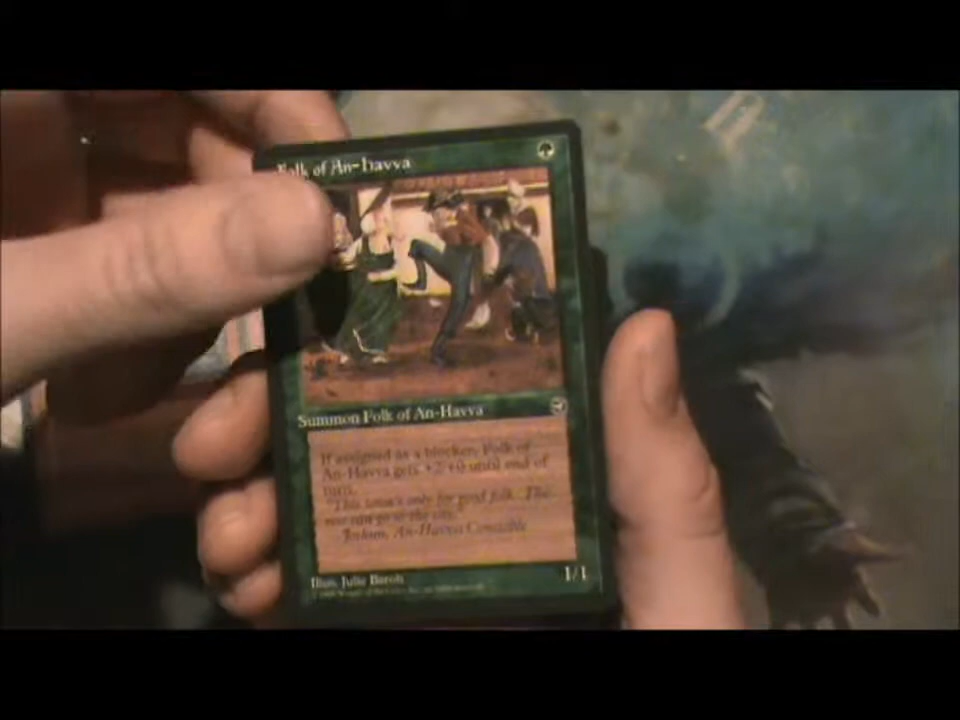 Folk of An-Havva
Summon Folk of An-Havva
If assigned as a blocker, Folk of
An-Havva gets +2/+0 until end of
turn.
"This town's only for good folk. The
rest can go to the city."
Joskun, An-Havva Constable
Illus. Julie Baroh
1/1